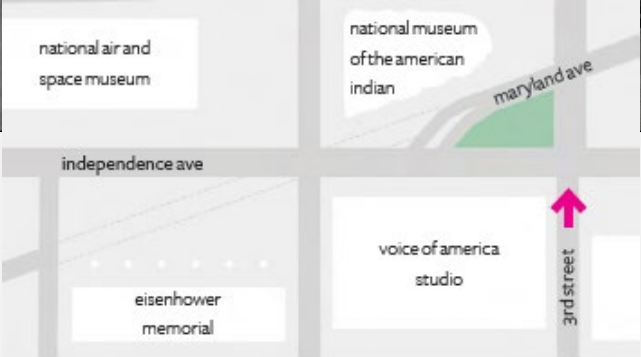 national air and
space museum
national museum
of the american
indian
maryland ave
independence ave
voice of america
studio
3rd street
eisenhower
memorial